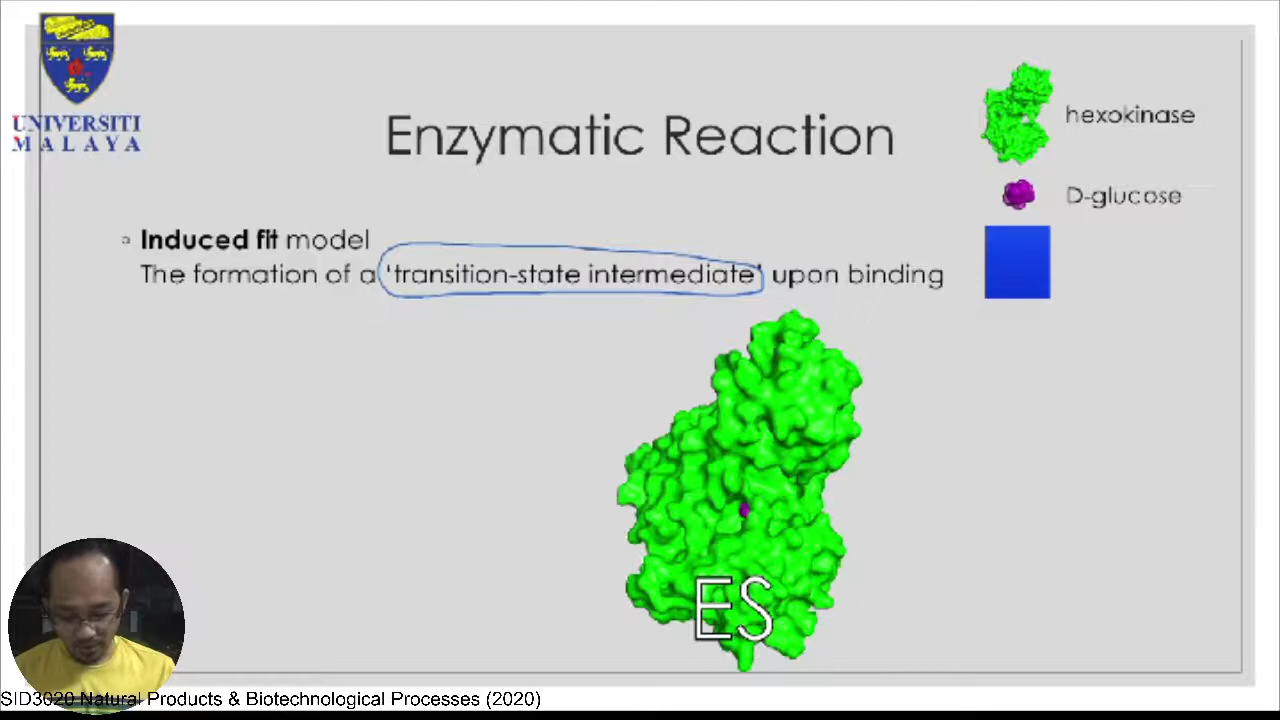 UNIVERSITI
MALAYA
Enzymatic Reaction
hexokinase
D-glucose
◦ Induced fit model
The formation of a 'transition-state intermediate' upon binding
ES
SID3020 Natural Products & Biotechnological Processes (2020)